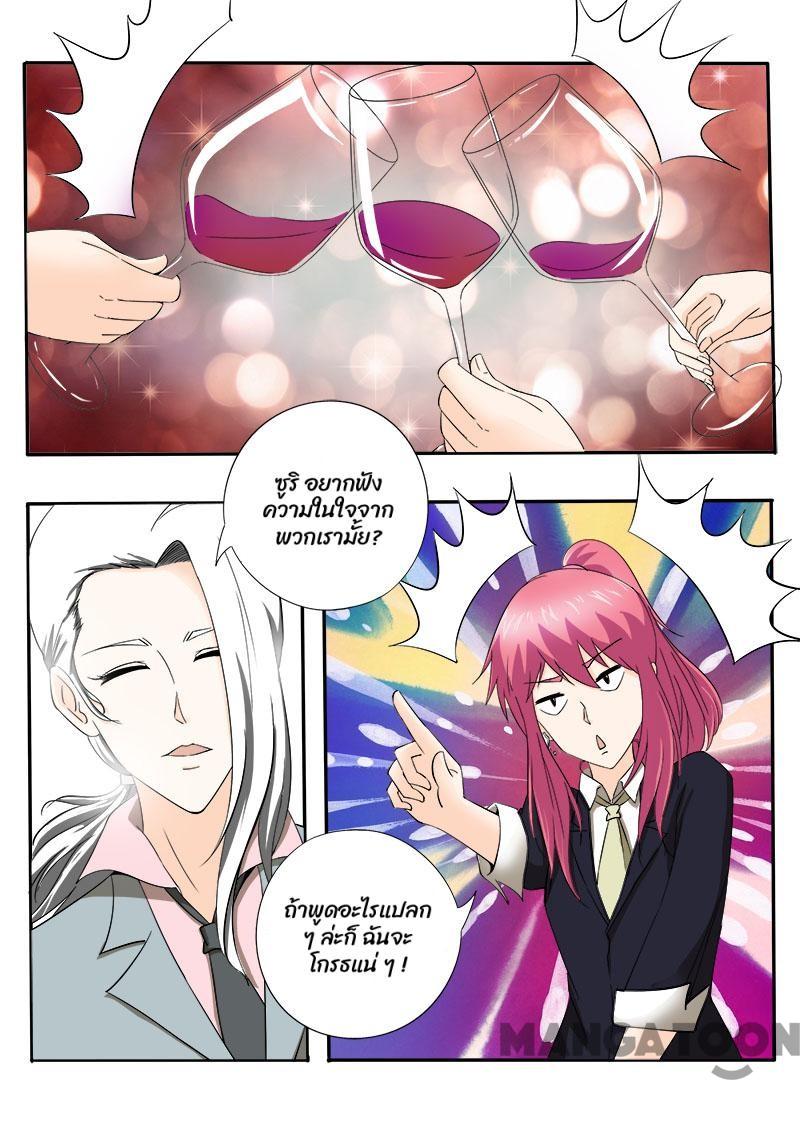 ซูริ อยากฟัง
ความในใจจาก
พวกเรามั้ย?
ถ้าพูดอะไรแปลก
ๆ ล่ะก็ ฉันจะ
โกรธแน่ ๆ !
MANGATOON